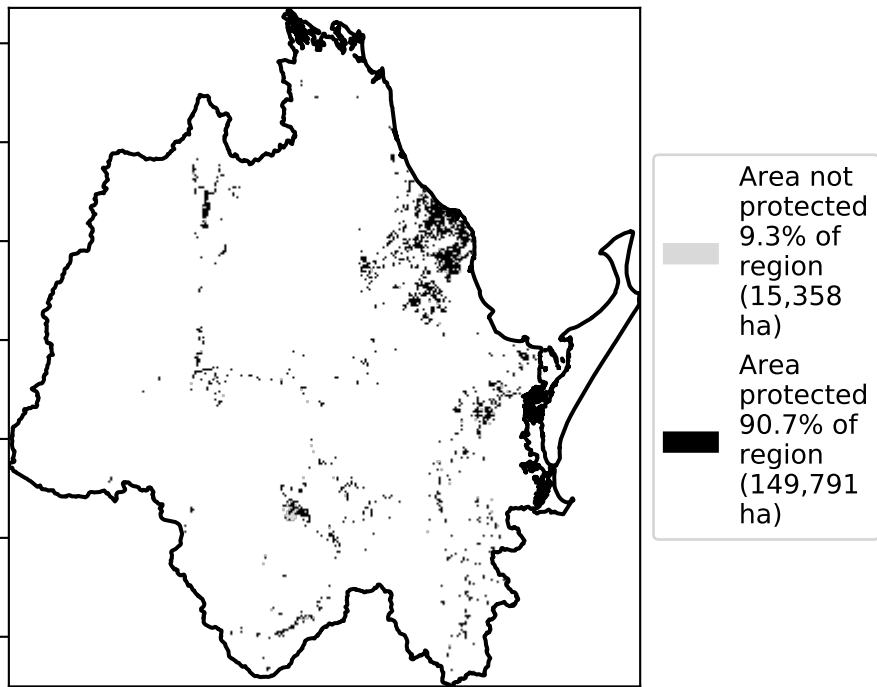 Area not
protected
9.3% of
region
(15,358
ha)
Area
protected
90.7% of
region
(149,791
ha)